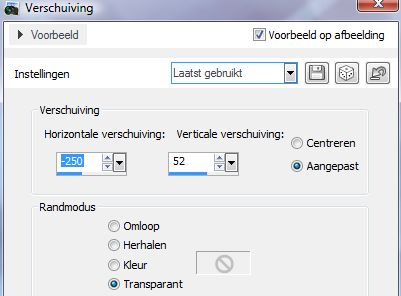 Verschuiving
Voorbeeld
Voorbeeld op afbeelding
Instellingen
Laatst gebruikt
Verschuiving
Horizontale verschuiving:
Verticale verschuiving:
-250
52
Centreren
Aangepast
Randmodus
Omloop
Herhalen
Kleur
Transparant